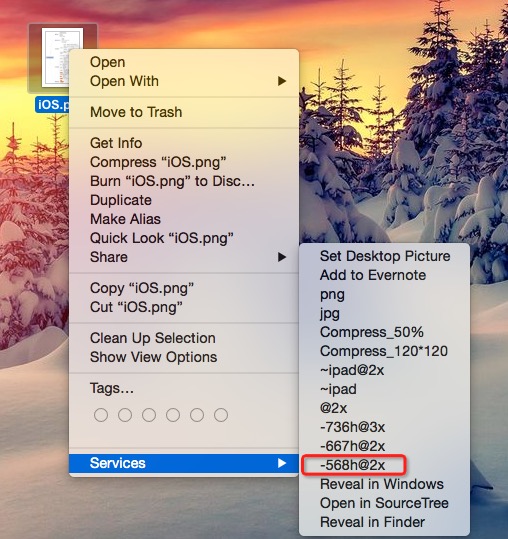 iOS.p
Open
Open With
Move to Trash
Get Info
Compress “iOS.png”
Burn “iOS.png” to Disc…
Duplicate
Make Alias
Quick Look “iOS.png”
Share
Copy “iOS.png”
Cut “iOS.png”
Clean Up Selection
Show View Options
Tags…
Services
Set Desktop Picture
Add to Evernote
png
jpg
Compress_50%
Compress_120*120
~ipad@2x
~ipad
@2x
-736h@3x
-667h@2x
-568h@2x
Reveal in Windows
Open in SourceTree
Reveal in Finder